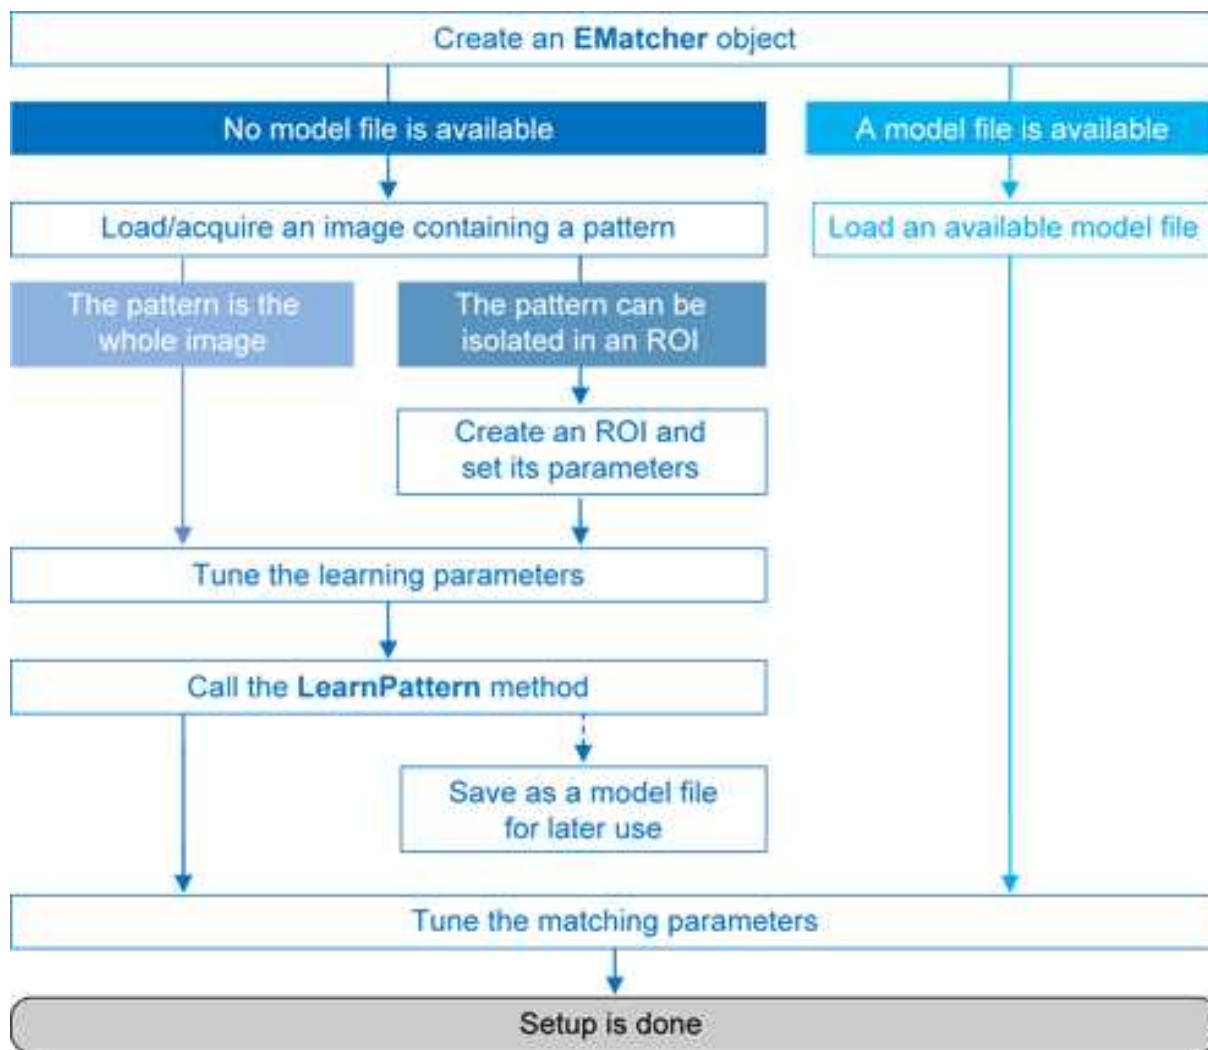 Create an EMatcher object
No model file is available
A model file is available
Load/acquire an image containing a pattern
Load an available model file
The pattern is the
whole image
The pattern can be
isolated in an ROI
Create an ROI and
set its parameters
Tune the learning parameters
Call the LearnPattern method
Save as a model file
for later use
Tune the matching parameters
Setup is done